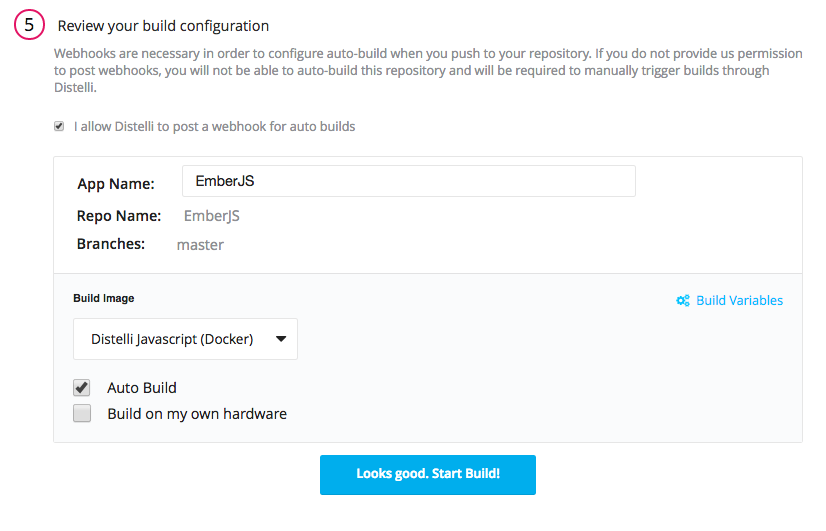 5 Review your build configuration
Webhooks are necessary in order to configure auto-build when you push to your repository. If you do not provide us permission
to post webhooks, you will not be able to auto-build this repository and will be required to manually trigger builds through
Distelli.
I allow Distelli to post a webhook for auto builds
App Name: EmberJS
Repo Name: EmberJS
Branches: master
Build Image
Build Variables
Distelli Javascript (Docker)
Auto Build
Build on my own hardware
Looks good. Start Build!